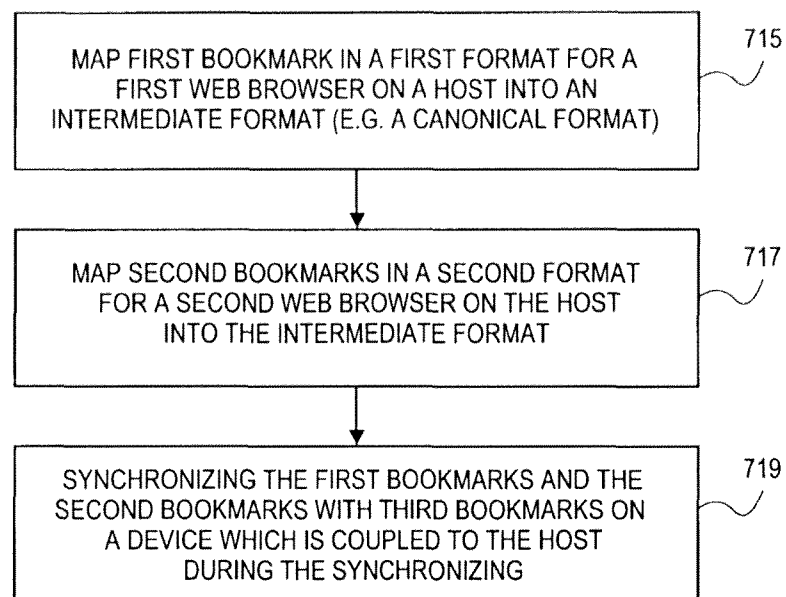 MAP FIRST BOOKMARK IN A FIRST FORMAT FOR A
FIRST WEB BROWSER ON A HOST INTO AN
INTERMEDIATE FORMAT (E.G. A CANONICAL FORMAT)
715
MAP SECOND BOOKMARKS IN A SECOND FORMAT
FOR A SECOND WEB BROWSER ON THE HOST
INTO THE INTERMEDIATE FORMAT
717
SYNCHRONIZING THE FIRST BOOKMARKS AND THE
SECOND BOOKMARKS WITH THIRD BOOKMARKS ON
A DEVICE WHICH IS COUPLED TO THE HOST
DURING THE SYNCHRONIZING
719